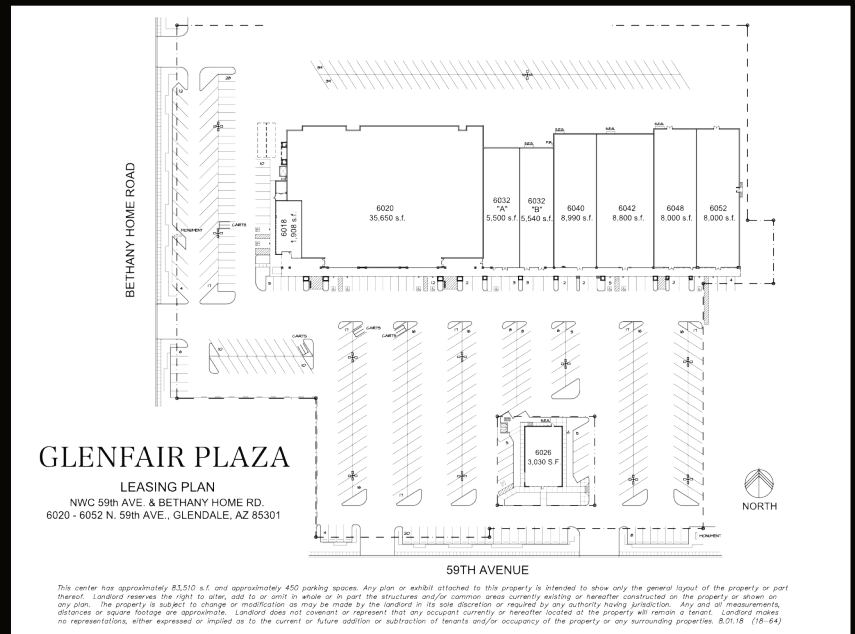 BETHANY HOME ROAD
MONUMENT
CARTS
6018
1,908 s.f.
6020
35,650 s.f.
6032
"A"
5,500 s.f.
6032
"B"
5,540 s.f.
6040
8,990 s.f.
6042
8,800 s.f.
6048
8,000 s.f.
6052
8,000 s.f.
CARTS
CARTS
CARTS
6026
3,030 S.F
GLENFAIR PLAZA
LEASING PLAN
NWC 59th AVE. & BETHANY HOME RD.
6020 - 6052 N. 59th AVE., GLENDALE, AZ 85301
NORTH
MONUMENT
59TH AVENUE
This center has approximately 83,510 s.f. and approximately 450 parking spaces. Any plan or exhibit attached to this property is intended to show only the general layout of the property or part
thereof. Landlord reserves the right to alter, add to or omit in whole or in part the structures and/or common areas currently existing or hereafter constructed on the property or shown on
any plan. The property is subject to change or modification as may be made by the landlord in its sole discretion or required by any authority having jurisdiction. Any and all measurements,
distances or square footage are approximate. Landlord does not covenant or represent that any occupant currently or hereafter located at the property will remain a tenant. Landlord makes
no representations, either expressed or implied as to the current or future addition or subtraction of tenants and/or occupancy of the property or any surrounding properties. 8.01.18 (18-64)